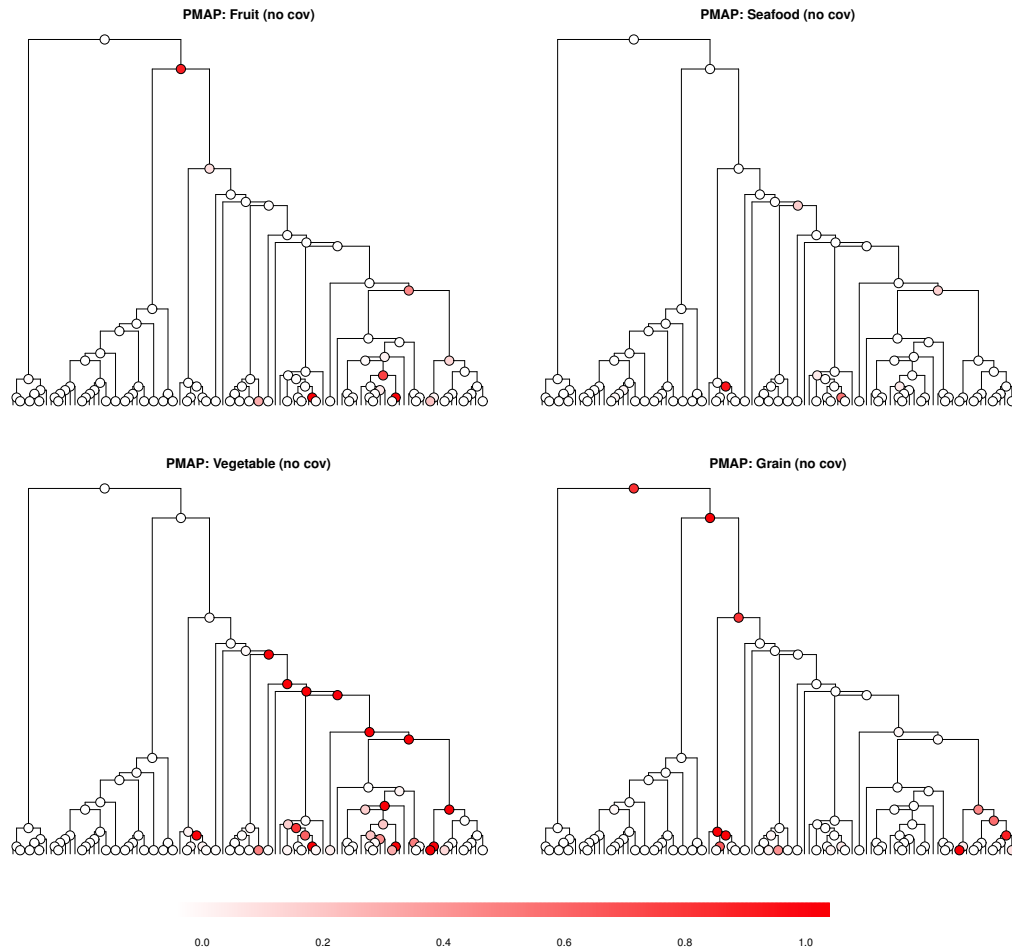 PMAP: Fruit (no cov)
PMAP: Seafood (no cov)
PMAP: Vegetable (no cov)
PMAP: Grain (no cov)
0.0 0.2 0.4 0.6 0.8 1.0